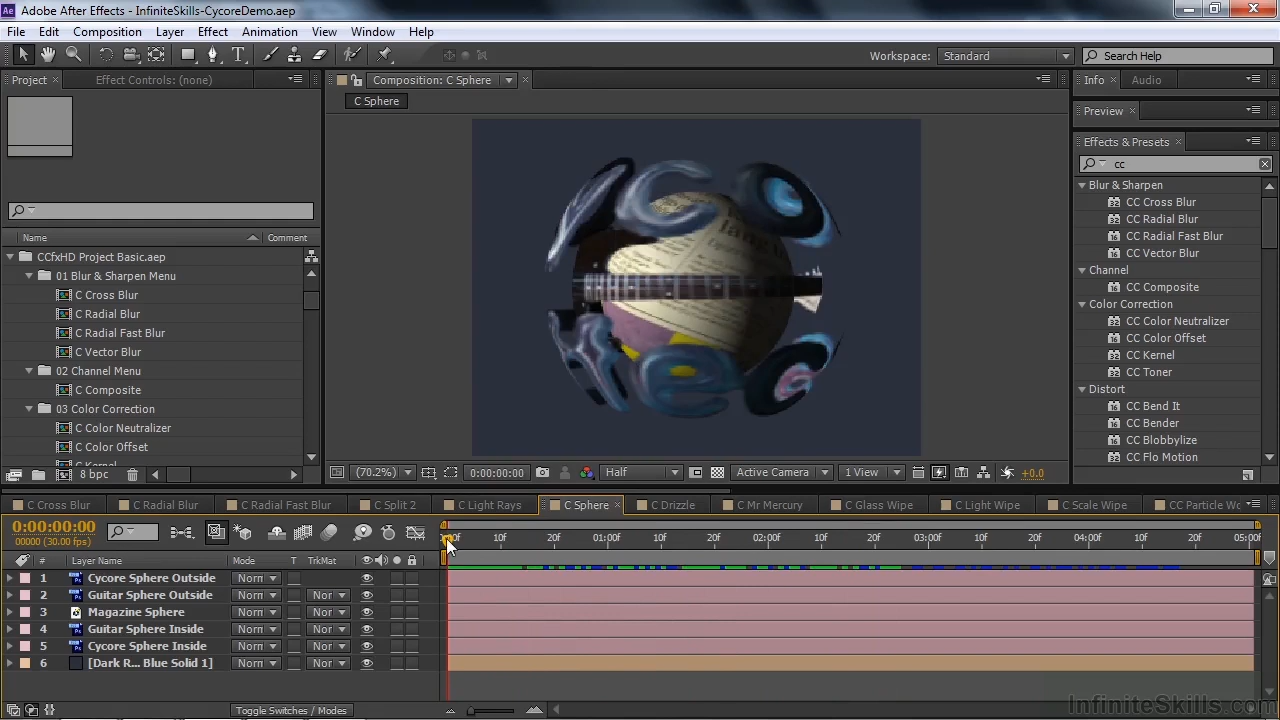 Adobe After Effects - InfiniteSkills-CycoreDemo.aep
File Edit Composition Layer Effect Animation View Window Help
Workspace: Standard Search Help
Project Effect Controls: (none) Composition: C Sphere Info Audio
C Sphere
Preview
Effects & Presets
cc
Name Comment
CCfxHD Project Basic.aep
01 Blur & Sharpen Menu
C Cross Blur
C Radial Blur
C Radial Fast Blur
C Vector Blur
02 Channel Menu
C Composite
03 Color Correction
C Color Neutralizer
C Color Offset
C Kernel
8 bpc
Blur & Sharpen
CC Cross Blur
CC Radial Blur
CC Radial Fast Blur
CC Vector Blur
Channel
CC Composite
Color Correction
CC Color Neutralizer
CC Color Offset
CC Kernel
CC Toner
Distort
CC Bend It
CC Bender
CC Blobbylize
CC Flo Motion
(70.2%) 0:00:00:00 Half Active Camera 1 View +0.0
C Cross Blur C Radial Blur C Radial Fast Blur C Split 2 C Light Rays C Sphere C Drizzle C Mr Mercury C Glass Wipe C Light Wipe C Scale Wipe CC Particle Wo
0:00:00:00
00000 (30.00 fps)
10f 20f 01:00f 10f 20f 02:00f 10f 20f 03:00f 10f 20f 04:00f 10f 20f 05:00f
# Layer Name Mode T TrkMat
1 Cycore Sphere Outside Norn
2 Guitar Sphere Outside Norn Nor
3 Magazine Sphere Norn Nor
4 Guitar Sphere Inside Norn Nor
5 Cycore Sphere Inside Norn Nor
6 [Dark R... Blue Solid 1] Norn Nor
Toggle Switches / Modes
InfiniteSkills.com